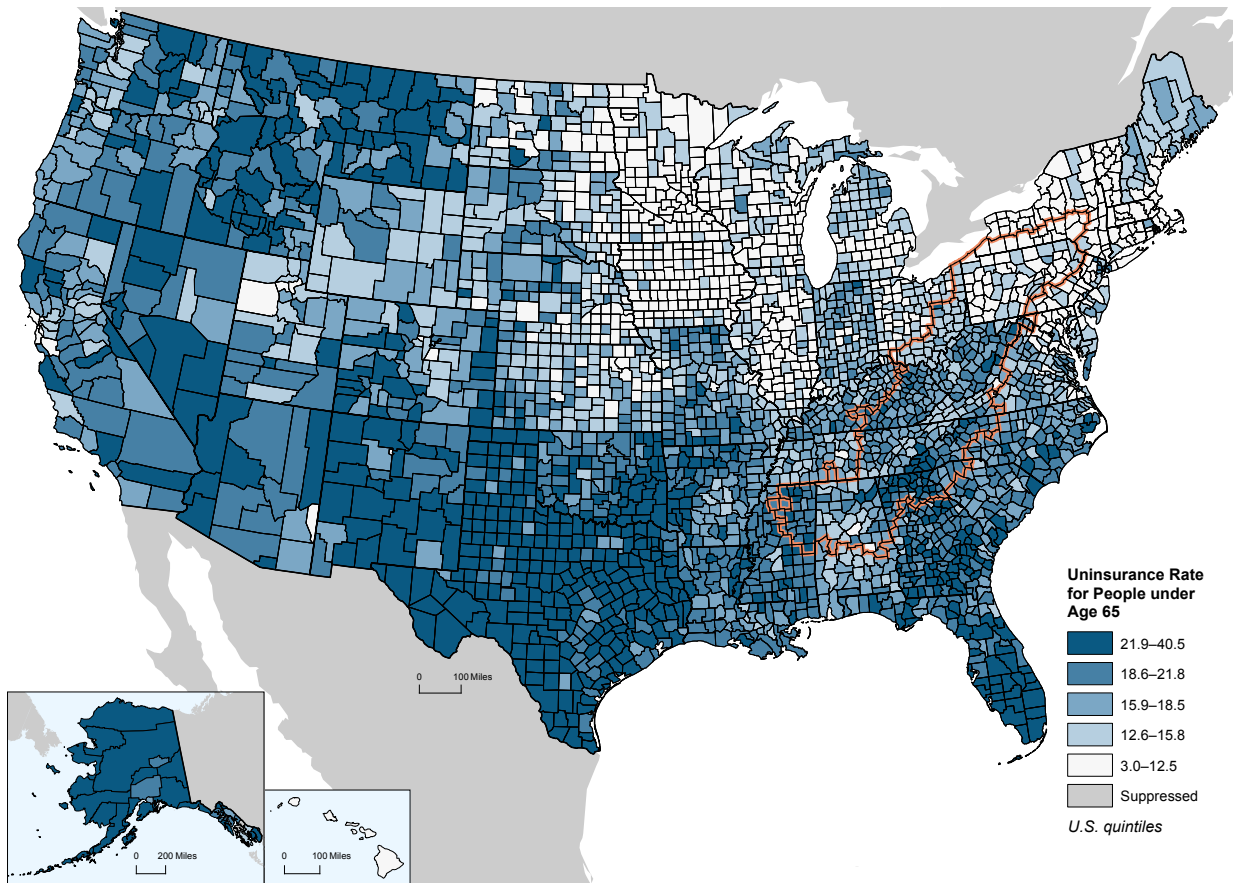 Uninsurance Rate
for People under
Age 65
21.9–40.5
18.6–21.8
15.9–18.5
12.6–15.8
3.0–12.5
Suppressed
U.S. quintiles
0 100 Miles
0 200 Miles
0 100 Miles